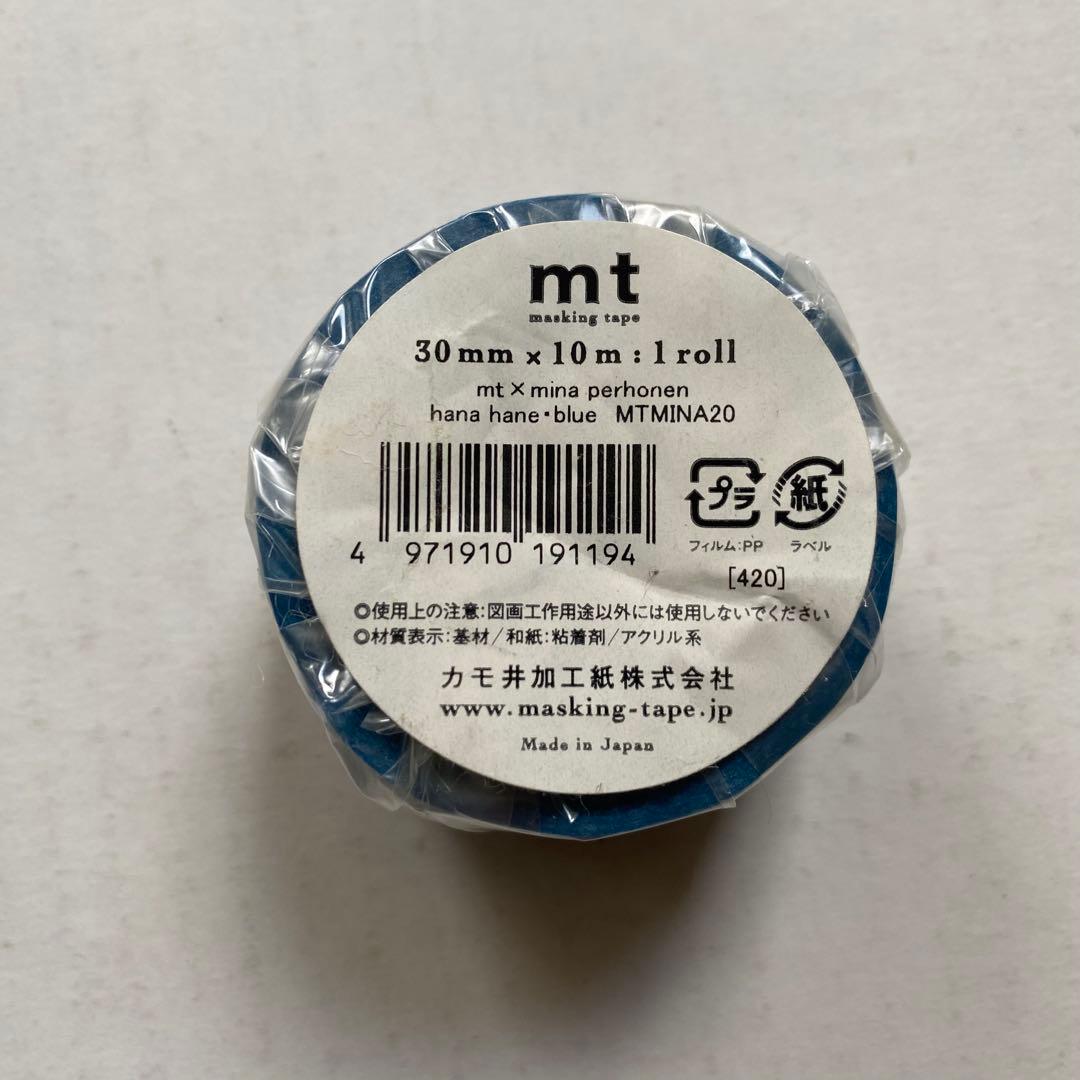 mt
masking tape
30mm x 10m : 1 roll
mt×mina perhonen
hana hane・blue MTMINA20
プラ 紙
4 971910 191194
フィルム:PP ラベル
[420]
◎使用上の注意:図画工作用途以外には使用しないでください
◎材質表示:基材/和紙:粘着剤/アクリル系
カモ井加工紙株式会社
www.masking-tape.jp
Made in Japan